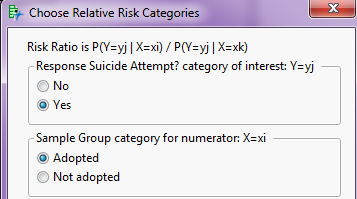 Choose Relative Risk Categories
Risk Ratio is P(Y=yj | X=xi) / P(Y=yj | X=xk)
Response Suicide Attempt? category of interest: Y=yj
No
Yes
Sample Group category for numerator: X=xi
Adopted
Not adopted